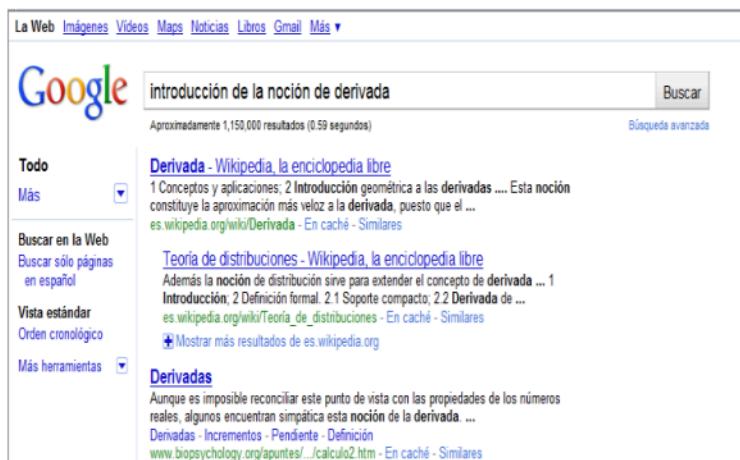 La Web Imágenes Vídeos Maps Noticias Libros Gmail Más ▼
Google
introducción de la noción de derivada
Buscar
Aproximadamente 1,150,000 resultados (0.59 segundos)
Búsqueda avanzada
Todo
Más
Buscar en la Web
Buscar sólo páginas
en español
Vista estándar
Orden cronológico
Más herramientas
Derivada - Wikipedia, la enciclopedia libre
1 Conceptos y aplicaciones; 2 Introducción geométrica a las derivadas .... Esta noción
constituye la aproximación más veloz a la derivada, puesto que el ...
es.wikipedia.org/wiki/Derivada - En caché - Similares
Teoría de distribuciones - Wikipedia, la enciclopedia libre
Además la noción de distribución sirve para extender el concepto de derivada ... 1
Introducción; 2 Definición formal. 2.1 Soporte compacto; 2.2 Derivada de ...
es.wikipedia.org/wiki/Teoría_de_distribuciones - En caché - Similares
Mostrar más resultados de es.wikipedia.org
Derivadas
Aunque es imposible reconciliar este punto de vista con las propiedades de los números
reales, algunos encuentran simpática esta noción de la derivada. ...
Derivadas - Incrementos - Pendiente - Definición
www.biopsychology.org/apuntes/.../calculo2.htm - En caché - Similares